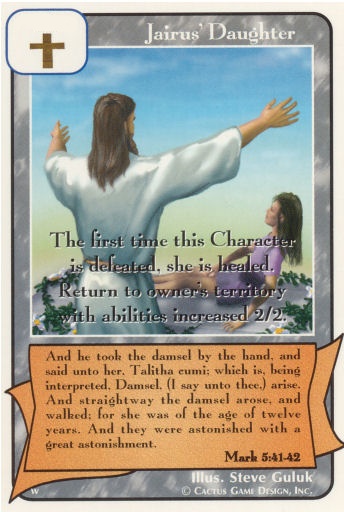 Jairus' Daughter
The first time this Character
is defeated, she is healed.
Return to owner's territory
with abilities increased 2/2.
And he took the damsel by the hand, and
said unto her, Talitha cumi; which is, being
interpreted, Damsel, (I say unto thee,) arise.
And straightway the damsel arose, and
walked; for she was of the age of twelve
years. And they were astonished with a
great astonishment.
Mark 5:41-42
Illus. Steve Guluk
W © Cactus Game Design, Inc.